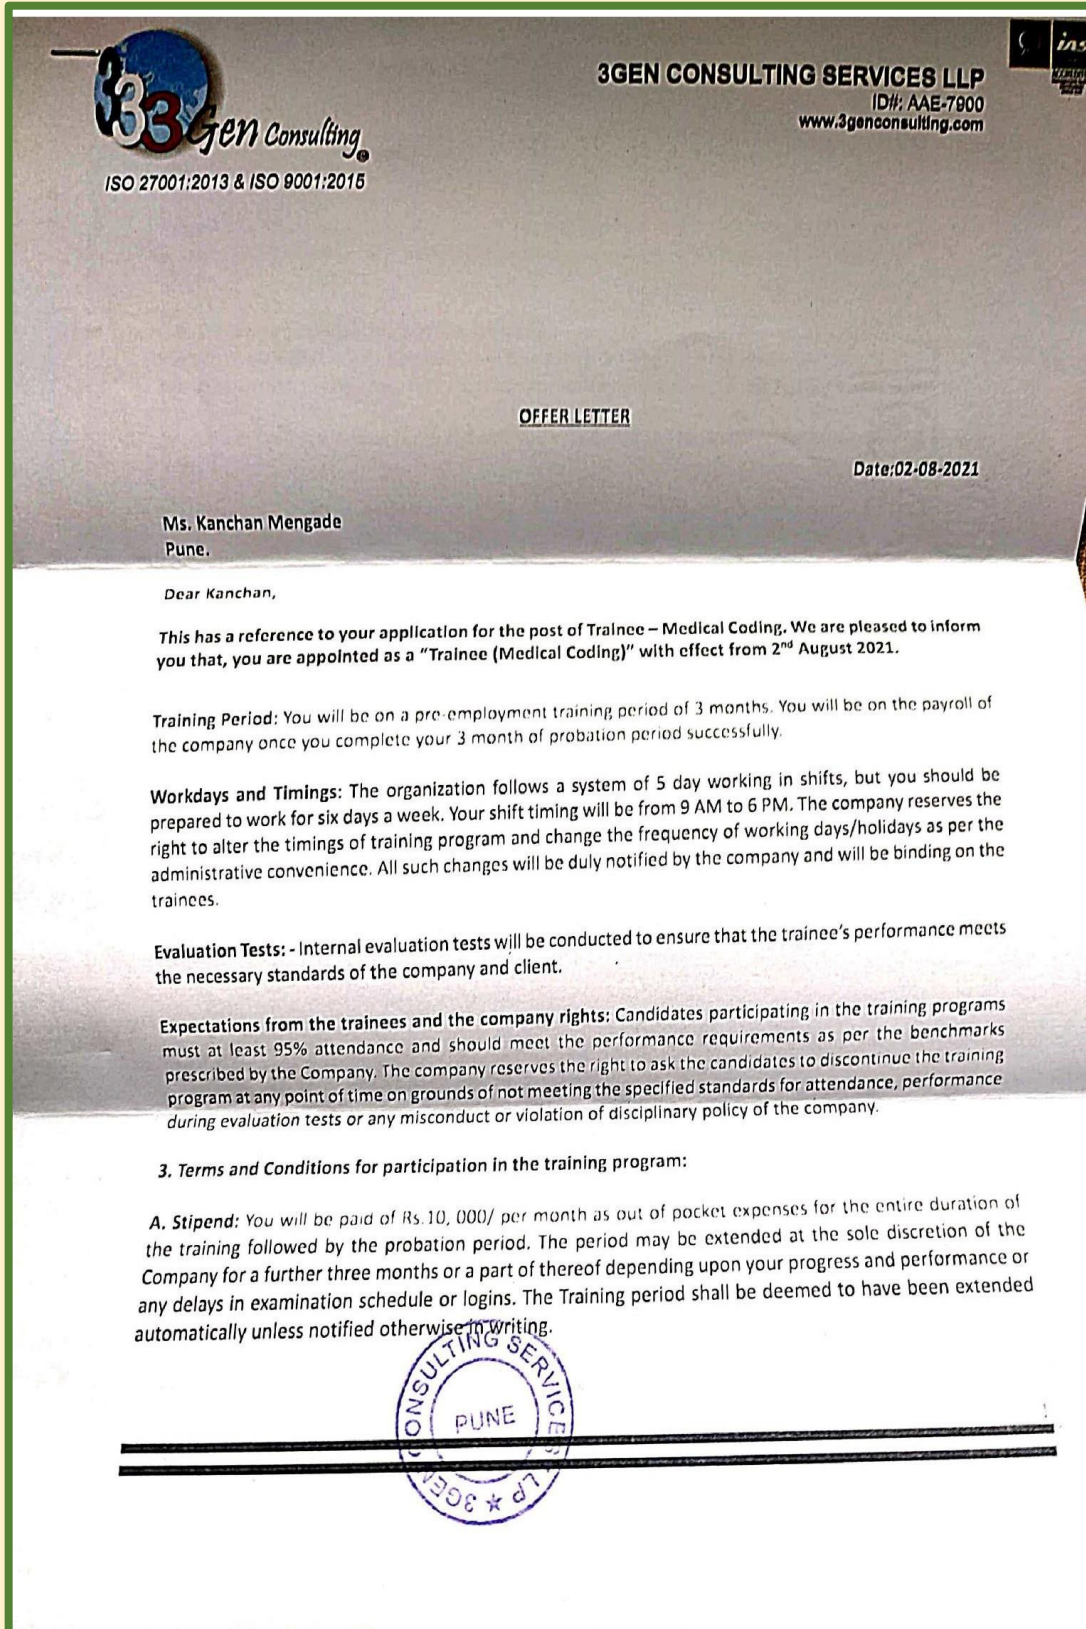 333Gen Consulting
ISO 27001:2013 & ISO 9001:2015
3GEN CONSULTING SERVICES LLP
ID#: AAE-7900
www.3genconsulting.com
OFFER LETTER
Date:02-08-2021
Ms. Kanchan Mengade
Pune.
Dear Kanchan,
This has a reference to your application for the post of Trainee – Medical Coding. We are pleased to inform
you that, you are appointed as a "Trainee (Medical Coding)" with effect from 2nd August 2021.
Training Period: You will be on a pre-employment training period of 3 months. You will be on the payroll of
the company once you complete your 3 month of probation period successfully.
Workdays and Timings: The organization follows a system of 5 day working in shifts, but you should be
prepared to work for six days a week. Your shift timing will be from 9 AM to 6 PM. The company reserves the
right to alter the timings of training program and change the frequency of working days/holidays as per the
administrative convenience. All such changes will be duly notified by the company and will be binding on the
trainees.
Evaluation Tests: - Internal evaluation tests will be conducted to ensure that the trainee's performance meets
the necessary standards of the company and client.
Expectations from the trainees and the company rights: Candidates participating in the training programs
must at least 95% attendance and should meet the performance requirements as per the benchmarks
prescribed by the Company. The company reserves the right to ask the candidates to discontinue the training
program at any point of time on grounds of not meeting the specified standards for attendance, performance
during evaluation tests or any misconduct or violation of disciplinary policy of the company.
3. Terms and Conditions for participation in the training program:
A. Stipend: You will be paid of Rs.10, 000/ per month as out of pocket expenses for the entire duration of
the training followed by the probation period. The period may be extended at the sole discretion of the
Company for a further three months or a part of thereof depending upon your progress and performance or
any delays in examination schedule or logins. The Training period shall be deemed to have been extended
automatically unless notified otherwise in writing.
3GEN CONSULTING SERVICES LLP
PUNE